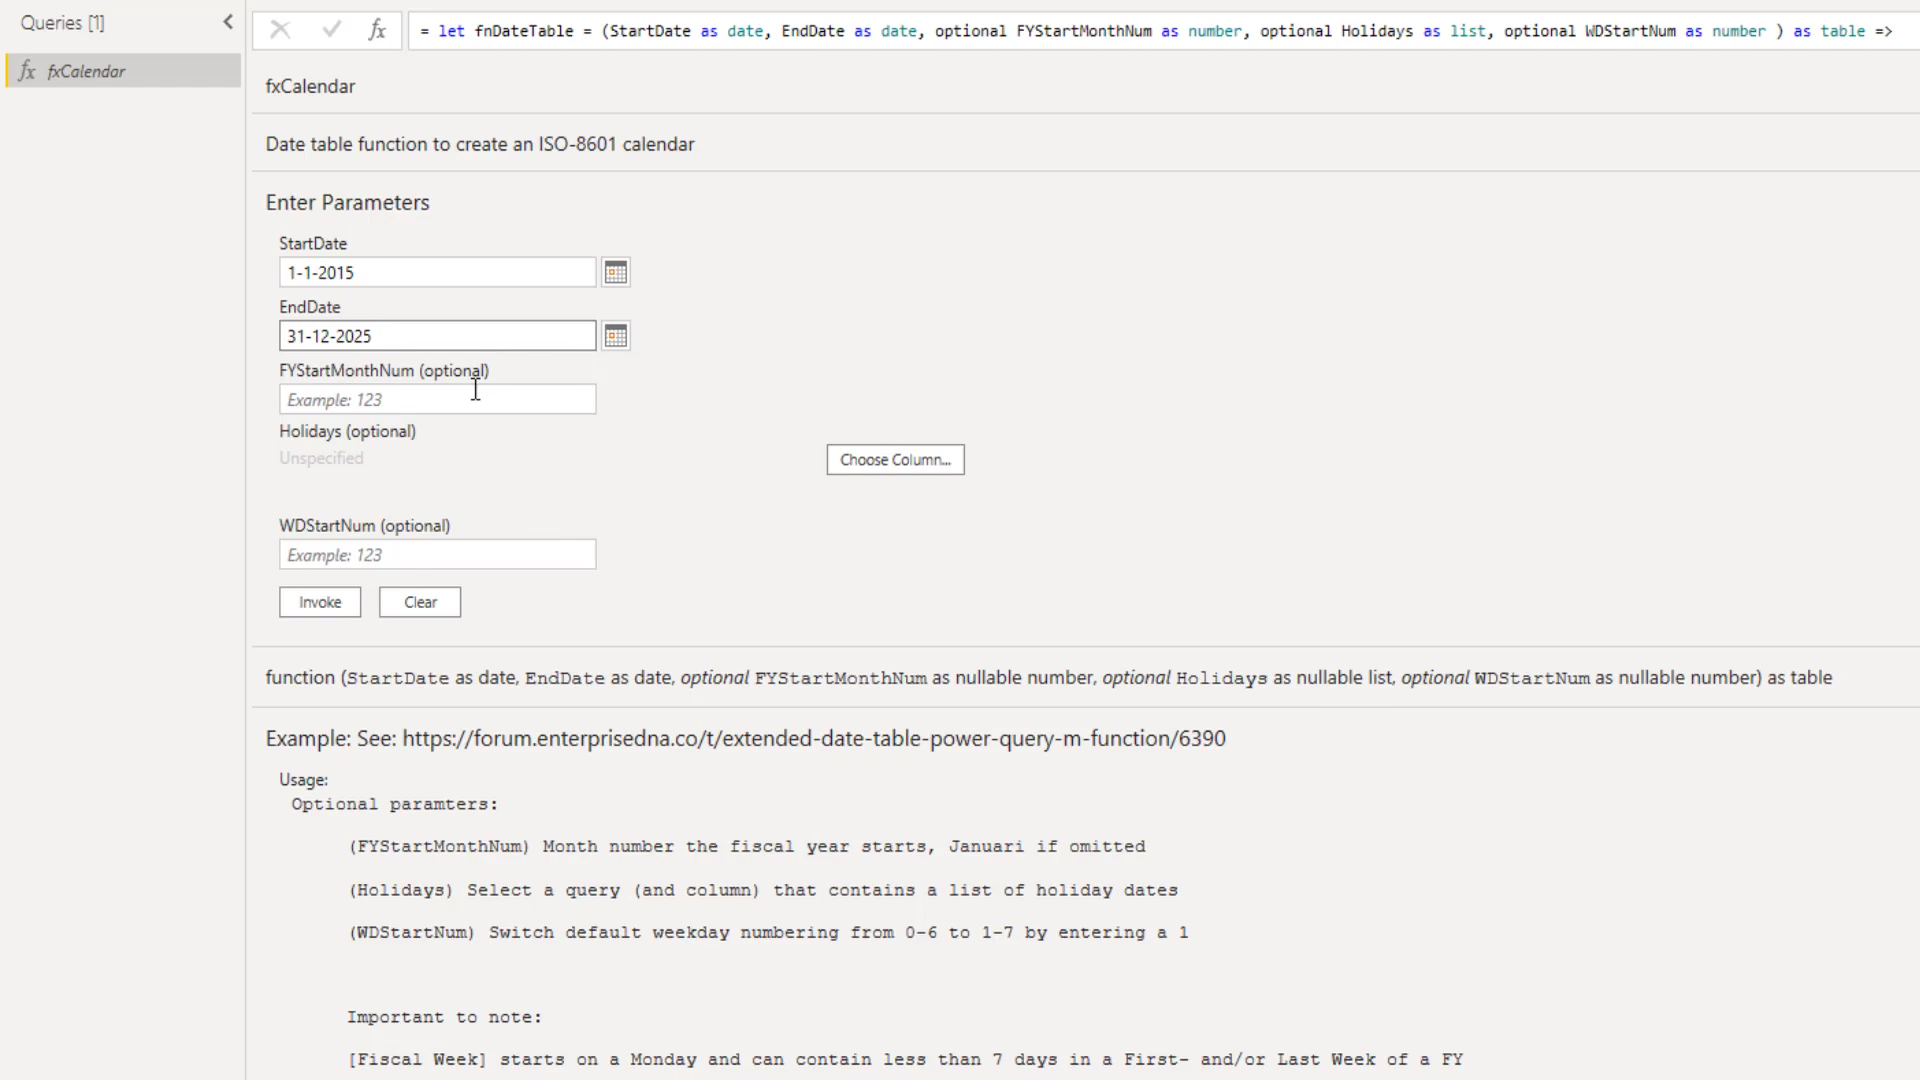 Queries [1]
fx fxCalendar
fx = let fnDateTable = (StartDate as date, EndDate as date, optional FYStartMonthNum as number, optional Holidays as list, optional WDStartNum as number ) as table =>
fxCalendar
Date table function to create an ISO-8601 calendar
Enter Parameters
StartDate
1-1-2015
EndDate
31-12-2025
FYStartMonthNum (optional)
Example: 123
Holidays (optional)
Unspecified
Choose Column...
WDStartNum (optional)
Example: 123
Invoke Clear
function (StartDate as date, EndDate as date, optional FYStartMonthNum as nullable number, optional Holidays as nullable list, optional WDStartNum as nullable number) as table
Example: See: https://forum.enterprisedna.co/t/extended-date-table-power-query-m-function/6390
Usage:
Optional paramters:
(FYStartMonthNum) Month number the fiscal year starts, Januari if omitted
(Holidays) Select a query (and column) that contains a list of holiday dates
(WDStartNum) Switch default weekday numbering from 0-6 to 1-7 by entering a 1
Important to note:
[Fiscal Week] starts on a Monday and can contain less than 7 days in a First- and/or Last Week of a FY